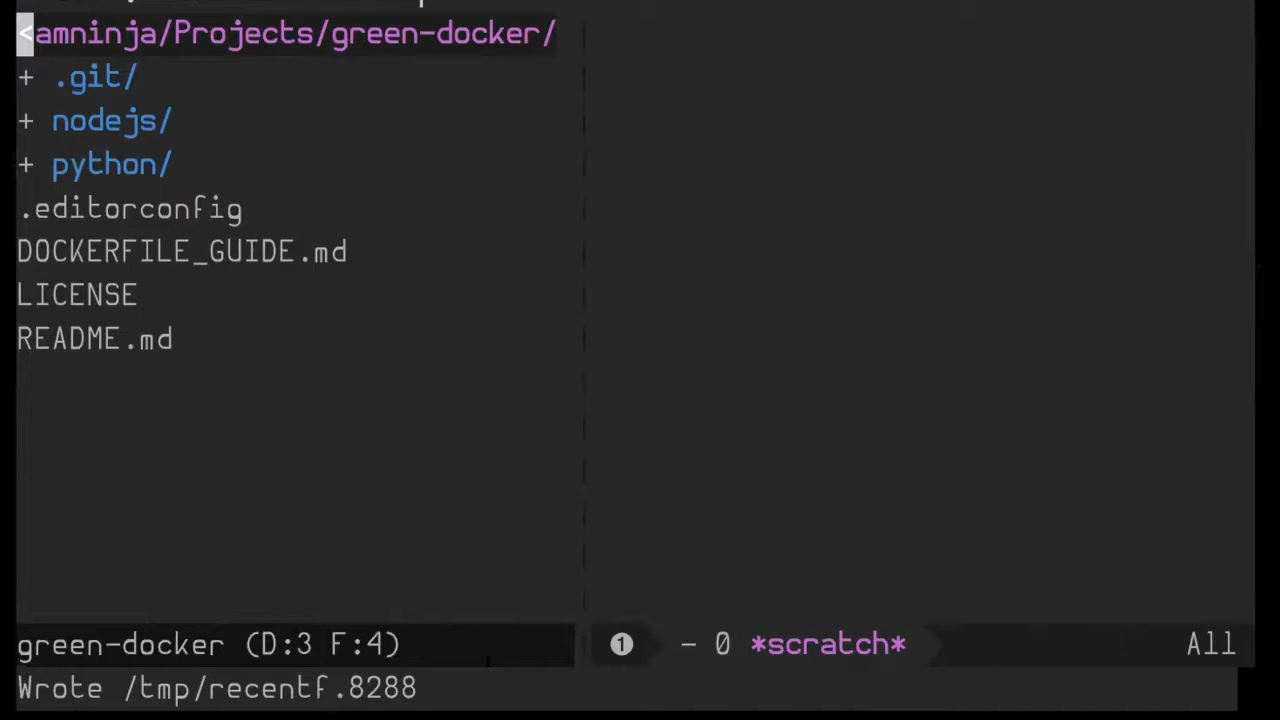 <amninja/Projects/green-docker/
+ .git/
+ nodejs/
+ python/
.editorconfig
DOCKERFILE_GUIDE.md
LICENSE
README.md
green-docker (D:3 F:4)
❶ - 0 *scratch* All
Wrote /tmp/recentf.8288